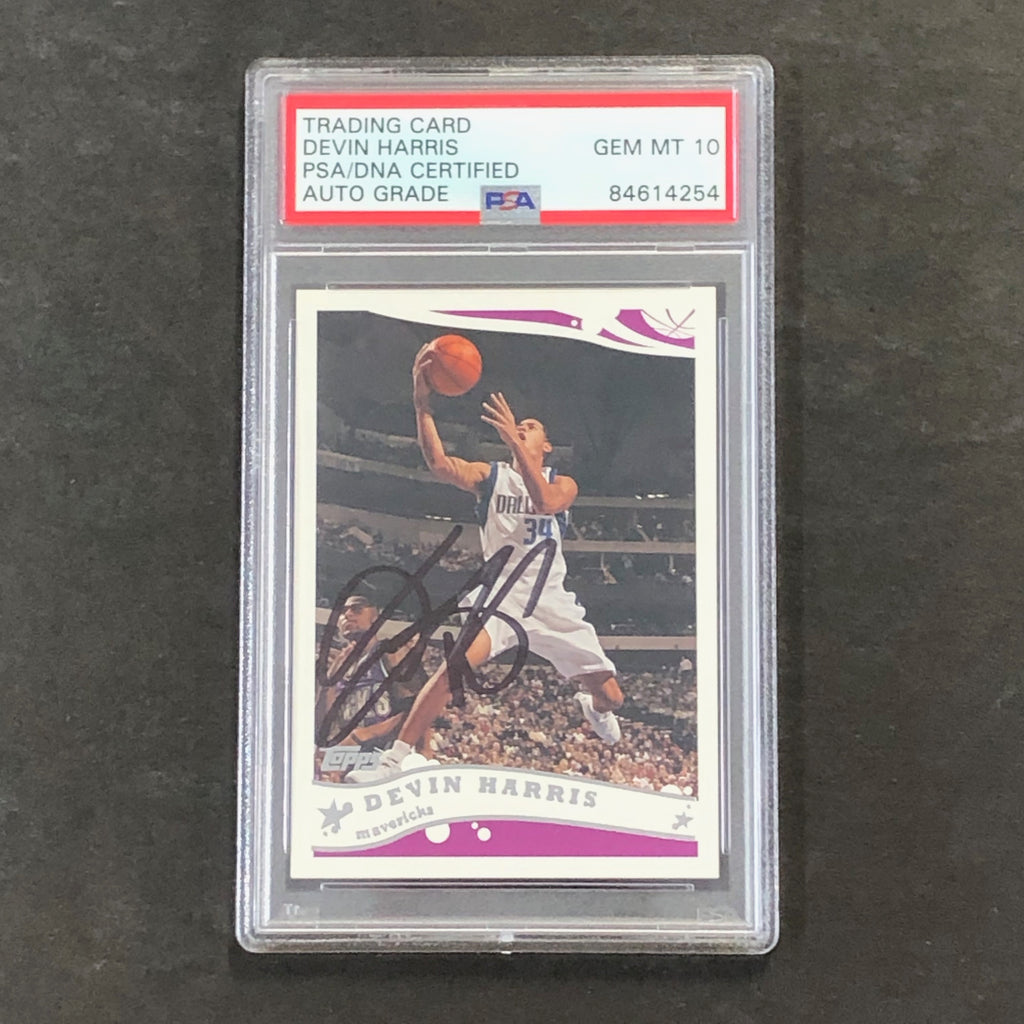 TRADING CARD
DEVIN HARRIS
PSA/DNA CERTIFIED
AUTO GRADE
GEM MT 10
84614254
PSA
34
Topps
DEVIN HARRIS
mavericks